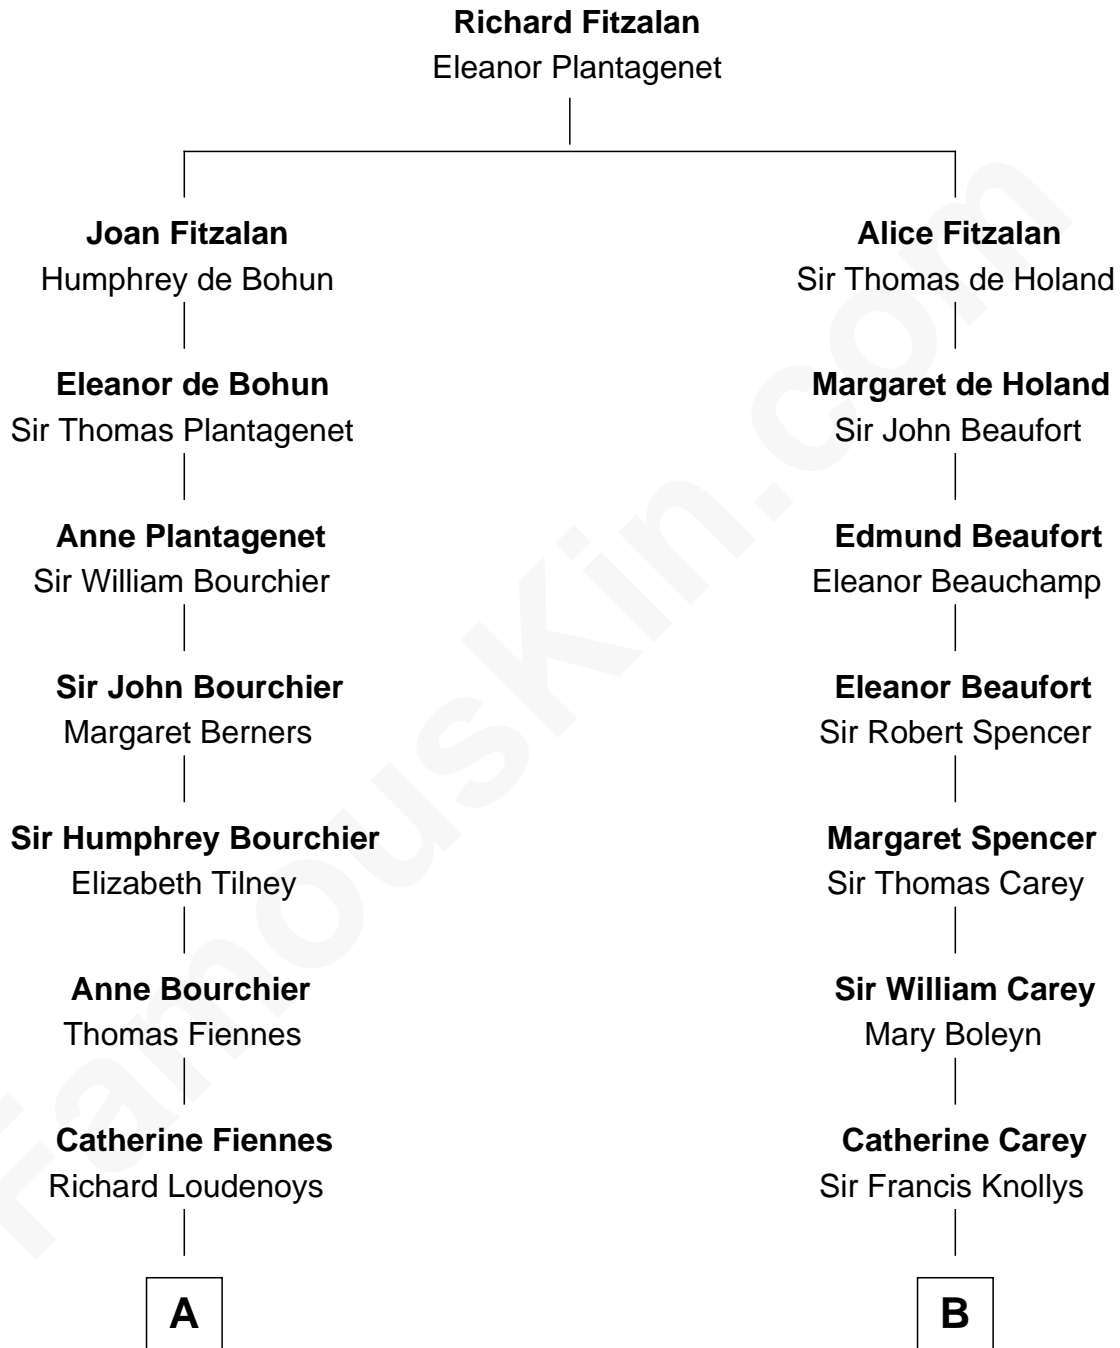 Richard Fitzalan
Eleanor Plantagenet
Joan Fitzalan
Humphrey de Bohun
Alice Fitzalan
Sir Thomas de Holand
Eleanor de Bohun
Sir Thomas Plantagenet
Margaret de Holand
Sir John Beaufort
Anne Plantagenet
Sir William Bourchier
Edmund Beaufort
Eleanor Beauchamp
Sir John Bourchier
Margaret Berners
Eleanor Beaufort
Sir Robert Spencer
Sir Humphrey Bourchier
Elizabeth Tilney
Margaret Spencer
Sir Thomas Carey
Anne Bourchier
Thomas Fiennes
Sir William Carey
Mary Boleyn
Catherine Fiennes
Richard Loudenoys
Catherine Carey
Sir Francis Knollys
A
B
FamousKin.com